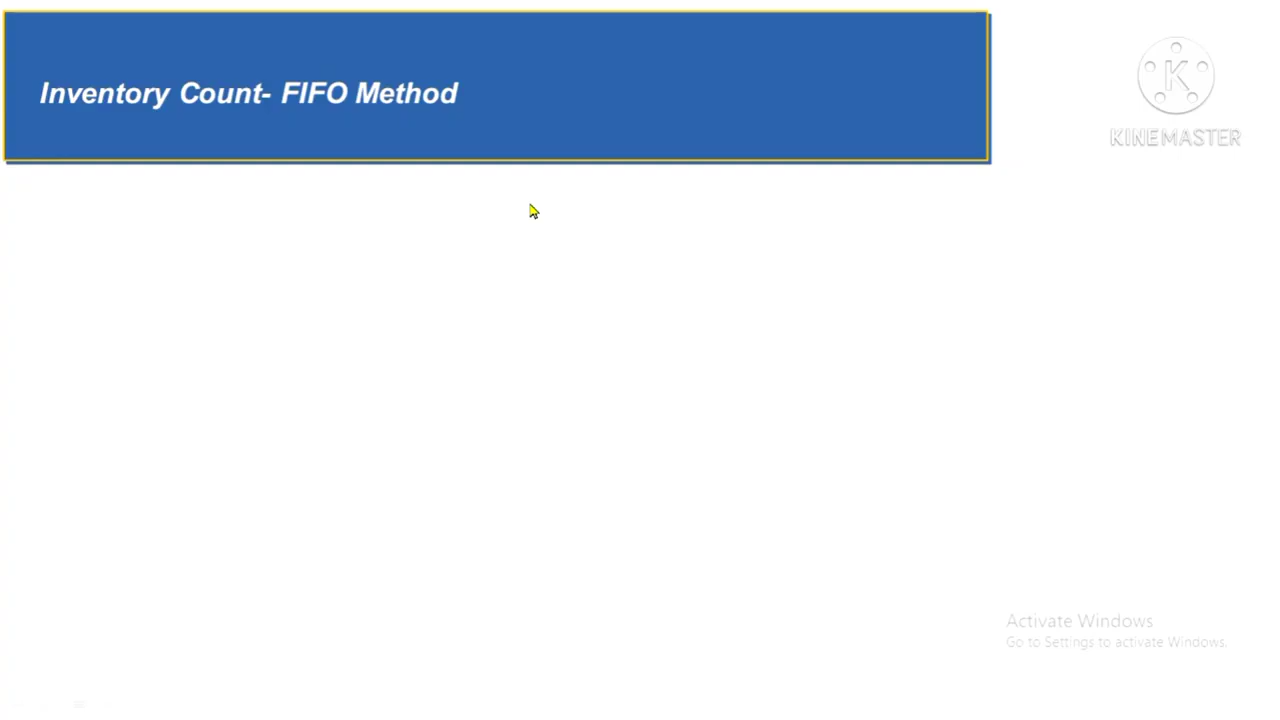 Inventory Count- FIFO Method
K
KINEMASTER
Activate Windows
Go to Settings to activate Windows.